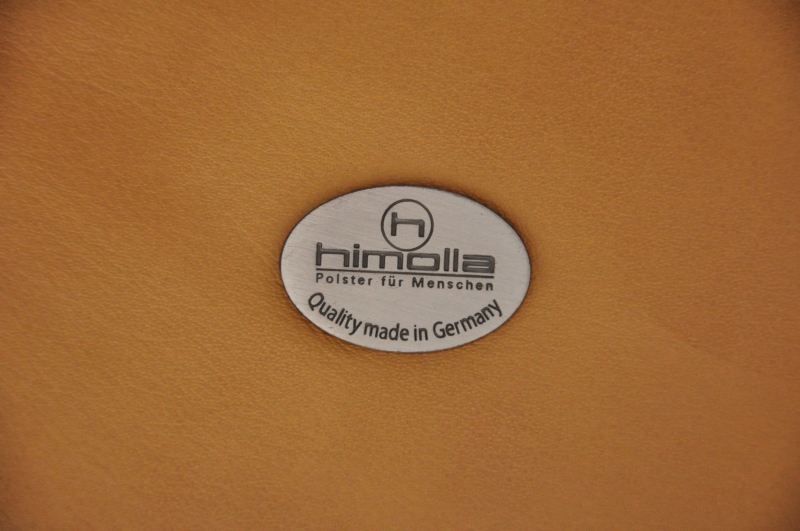 h
himolla
Polster für Menschen
Quality made in Germany